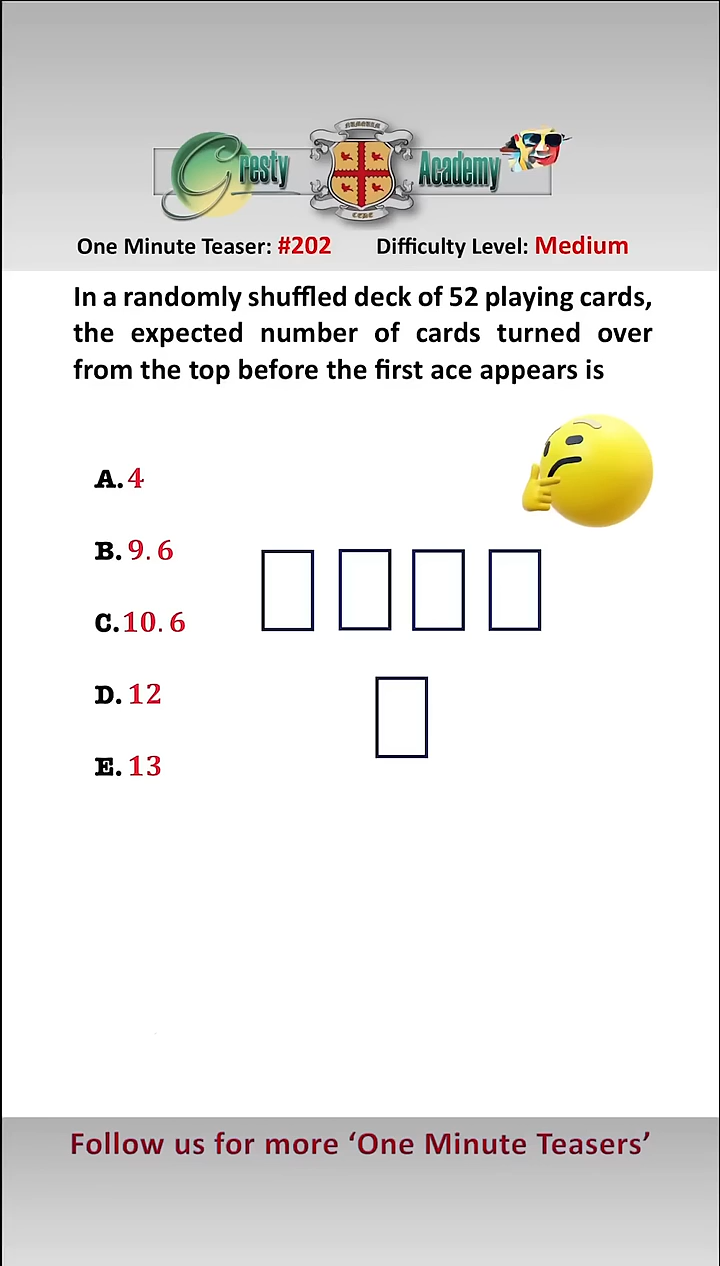 Gresty Academy
One Minute Teaser: #202 Difficulty Level: Medium
In a randomly shuffled deck of 52 playing cards,
the expected number of cards turned over
from the top before the first ace appears is
A. 4
B. 9.6
C. 10.6
D. 12
E. 13
Follow us for more ‘One Minute Teasers’